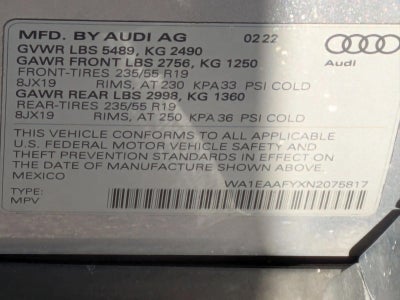 MFD. BY AUDI AG 02 22
GVWR LBS 5489, KG 2490
GAWR FRONT LBS 2756, KG 1250
FRONT-TIRES 235/55 R19
8JX19 RIMS, AT 230 KPA33 PSI COLD
GAWR REAR LBS 2998, KG 1360
REAR-TIRES 235/55 R19
8JX19 RIMS, AT 250 KPA36 PSI COLD
Audi
THIS VEHICLE CONFORMS TO ALL APPLICABLE
U.S. FEDERAL MOTOR VEHICLE SAFETY AND
THEFT PREVENTION STANDARDS IN EFFECT ON
THE DATE OF MANUFACTURE SHOWN ABOVE.
MEXICO WA1EAAFYXN2075817
TYPE:
MPV